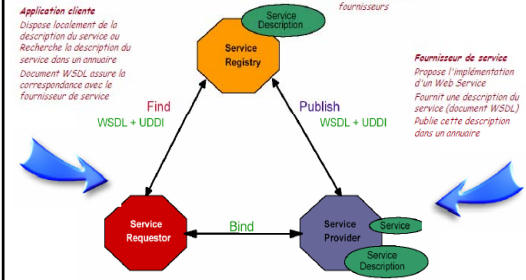 fournisseurs
Application cliente
Dispose localement de la
description du service ou
Recherche la description du
service dans un annuaire
Document WSDL assure la
correspondance avec le
fournisseur de service
Service
Description
Service
Registry
Fournisseur de service
Propose l'implémentation
d'un Web Service
Fournit une description du
service (document WSDL)
Publie cette description
dans un annuaire
Find
WSDL + UDDI
Publish
WSDL + UDDI
Service
Requestor
Bind
Service
Provider
Service
Service
Description